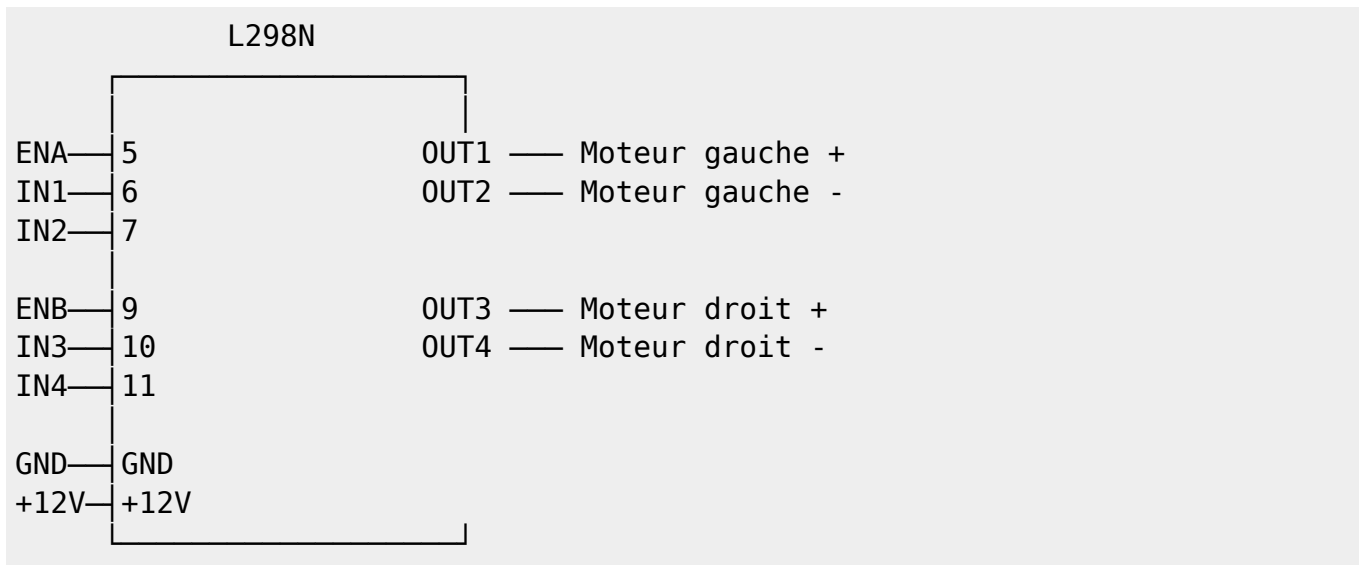 L298N
ENA 5 OUT1 ─── Moteur gauche +
IN1 6 OUT2 ─── Moteur gauche -
IN2 7
ENB 9 OUT3 ─── Moteur droit +
IN3 10 OUT4 ─── Moteur droit -
IN4 11
GND GND
+12V +12V